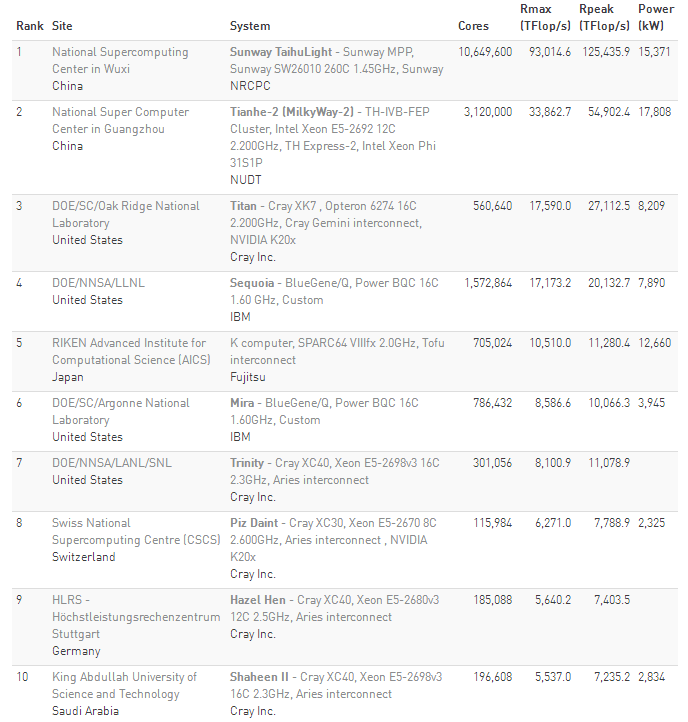 Rank Site System Cores Rmax (TFlop/s) Rpeak (TFlop/s) Power (kW)
1 National Supercomputing Sunway TaihuLight - Sunway MPP, 10,649,600 93,014.6 125,435.9 15,371
Center in Wuxi Sunway SW26010 260C 1.45GHz, Sunway
China NRCPC
2 National Super Computer Tianhe-2 (MilkyWay-2) - TH-IVB-FEP 3,120,000 33,862.7 54,902.4 17,808
Center in Guangzhou Cluster, Intel Xeon E5-2692 12C
China 2.200GHz, TH Express-2, Intel Xeon Phi
31S1P
NUDT
3 DOE/SC/Oak Ridge National Titan - Cray XK7 , Opteron 6274 16C 560,640 17,590.0 27,112.5 8,209
Laboratory 2.200GHz, Cray Gemini interconnect,
United States NVIDIA K20x
Cray Inc.
4 DOE/NNSA/LLNL Sequoia - BlueGene/Q, Power BQC 16C 1,572,864 17,173.2 20,132.7 7,890
United States 1.60 GHz, Custom
IBM
5 RIKEN Advanced Institute for K computer, SPARC64 VIIIfx 2.0GHz, Tofu 705,024 10,510.0 11,280.4 12,660
Computational Science (AICS) interconnect
Japan Fujitsu
6 DOE/SC/Argonne National Mira - BlueGene/Q, Power BQC 16C 786,432 8,586.6 10,066.3 3,945
Laboratory 1.60GHz, Custom
United States IBM
7 DOE/NNSA/LANL/SNL Trinity - Cray XC40, Xeon E5-2698v3 16C 301,056 8,100.9 11,078.9
United States 2.3GHz, Aries interconnect
Cray Inc.
8 Swiss National Piz Daint - Cray XC30, Xeon E5-2670 8C 115,984 6,271.0 7,788.9 2,325
Supercomputing Centre (CSCS) 2.600GHz, Aries interconnect , NVIDIA
Switzerland K20x
Cray Inc.
9 HLRS - Hazel Hen - Cray XC40, Xeon E5-2680v3 185,088 5,640.2 7,403.5
Höchstleistungsrechenzentrum 12C 2.5GHz, Aries interconnect
Stuttgart Cray Inc.
Germany
10 King Abdullah University of Shaheen II - Cray XC40, Xeon E5-2698v3 196,608 5,537.0 7,235.2 2,834
Science and Technology 16C 2.3GHz, Aries interconnect
Saudi Arabia Cray Inc.